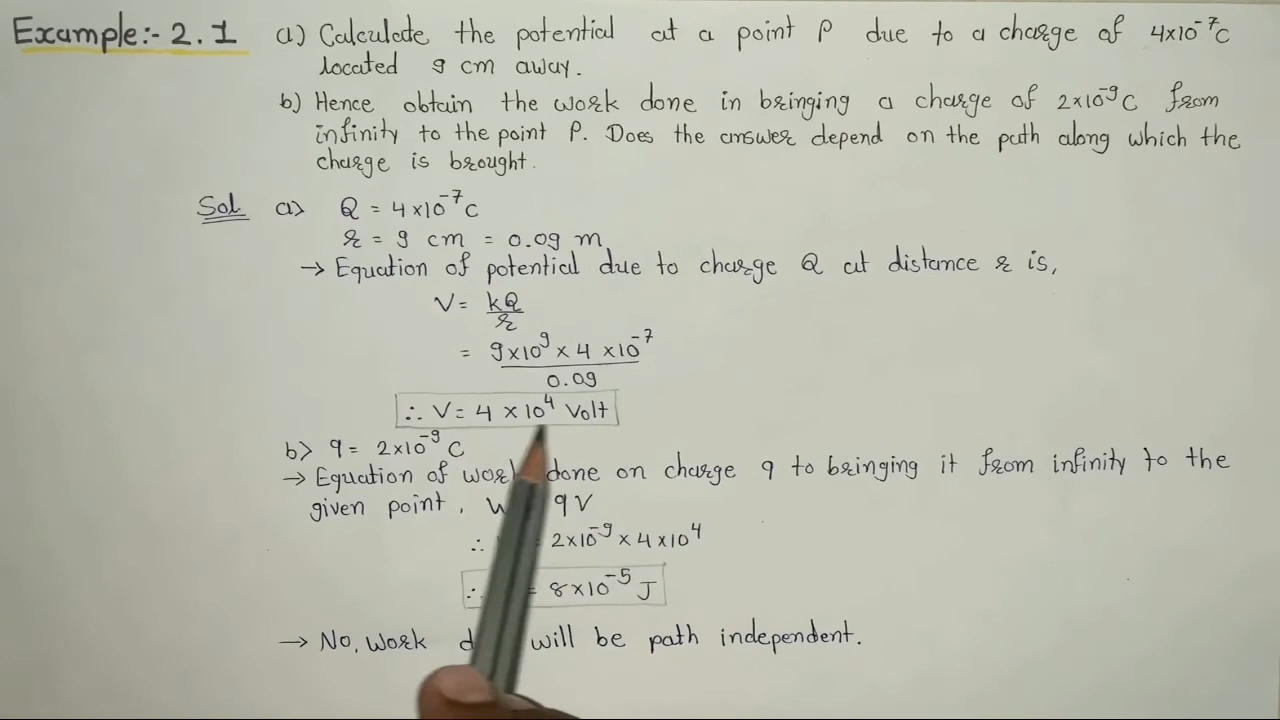 Example:- 2.1 a) Calculate the potential at a point P due to a charge of 4×10⁻⁷C
located 9 cm away.
b) Hence obtain the work done in bringing a charge of 2×10⁻⁹C from
infinity to the point P. Does the answer depend on the path along which the
charge is brought.
Sol a> Q = 4×10⁻⁷C
r = 9 cm = 0.09 m
→ Equation of potential due to charge Q at distance r is,
V = kQ/r
= 9×10⁹ × 4 ×10⁻⁷
0.09
∴ V = 4 × 10⁴ Volt
b> q = 2×10⁻⁹ C
→ Equation of work done on charge q to bringing it from infinity to the
given point, W qV
∴ = 2×10⁻⁹ × 4×10⁴
∴ = 8×10⁻⁵ J
→ No, Work will be path independent.